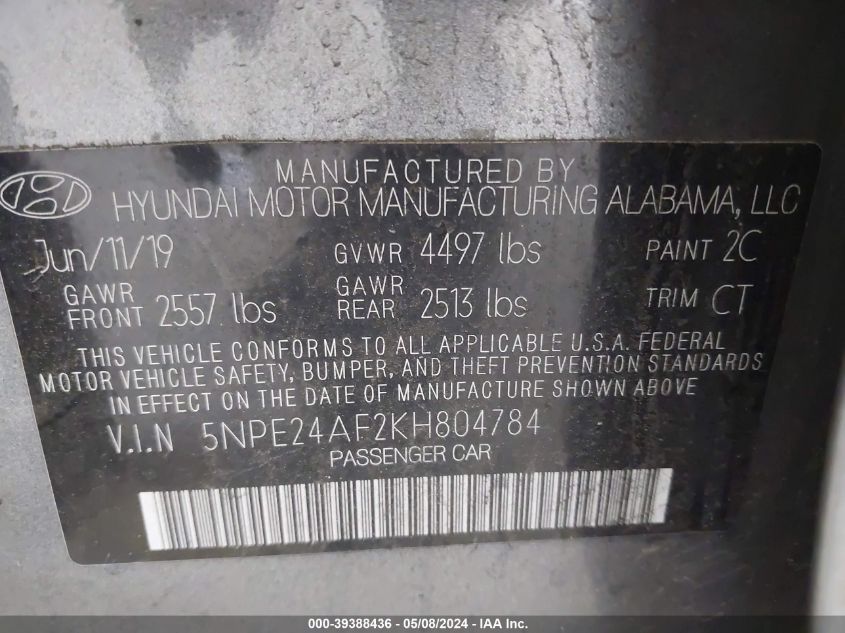 MANUFACTURED BY
HYUNDAI MOTOR MANUFACTURING ALABAMA, LLC
Jun/11/19 GVWR 4497 lbs PAINT 2C
GAWR FRONT 2557 lbs GAWR REAR 2513 lbs TRIM CT
THIS VEHICLE CONFORMS TO ALL APPLICABLE U.S.A. FEDERAL
MOTOR VEHICLE SAFETY, BUMPER, AND THEFT PREVENTION STANDARDS
IN EFFECT ON THE DATE OF MANUFACTURE SHOWN ABOVE
V.I.N 5NPE24AF2KH804784
PASSENGER CAR
000-39388436 - 05/08/2024 - IAA Inc.